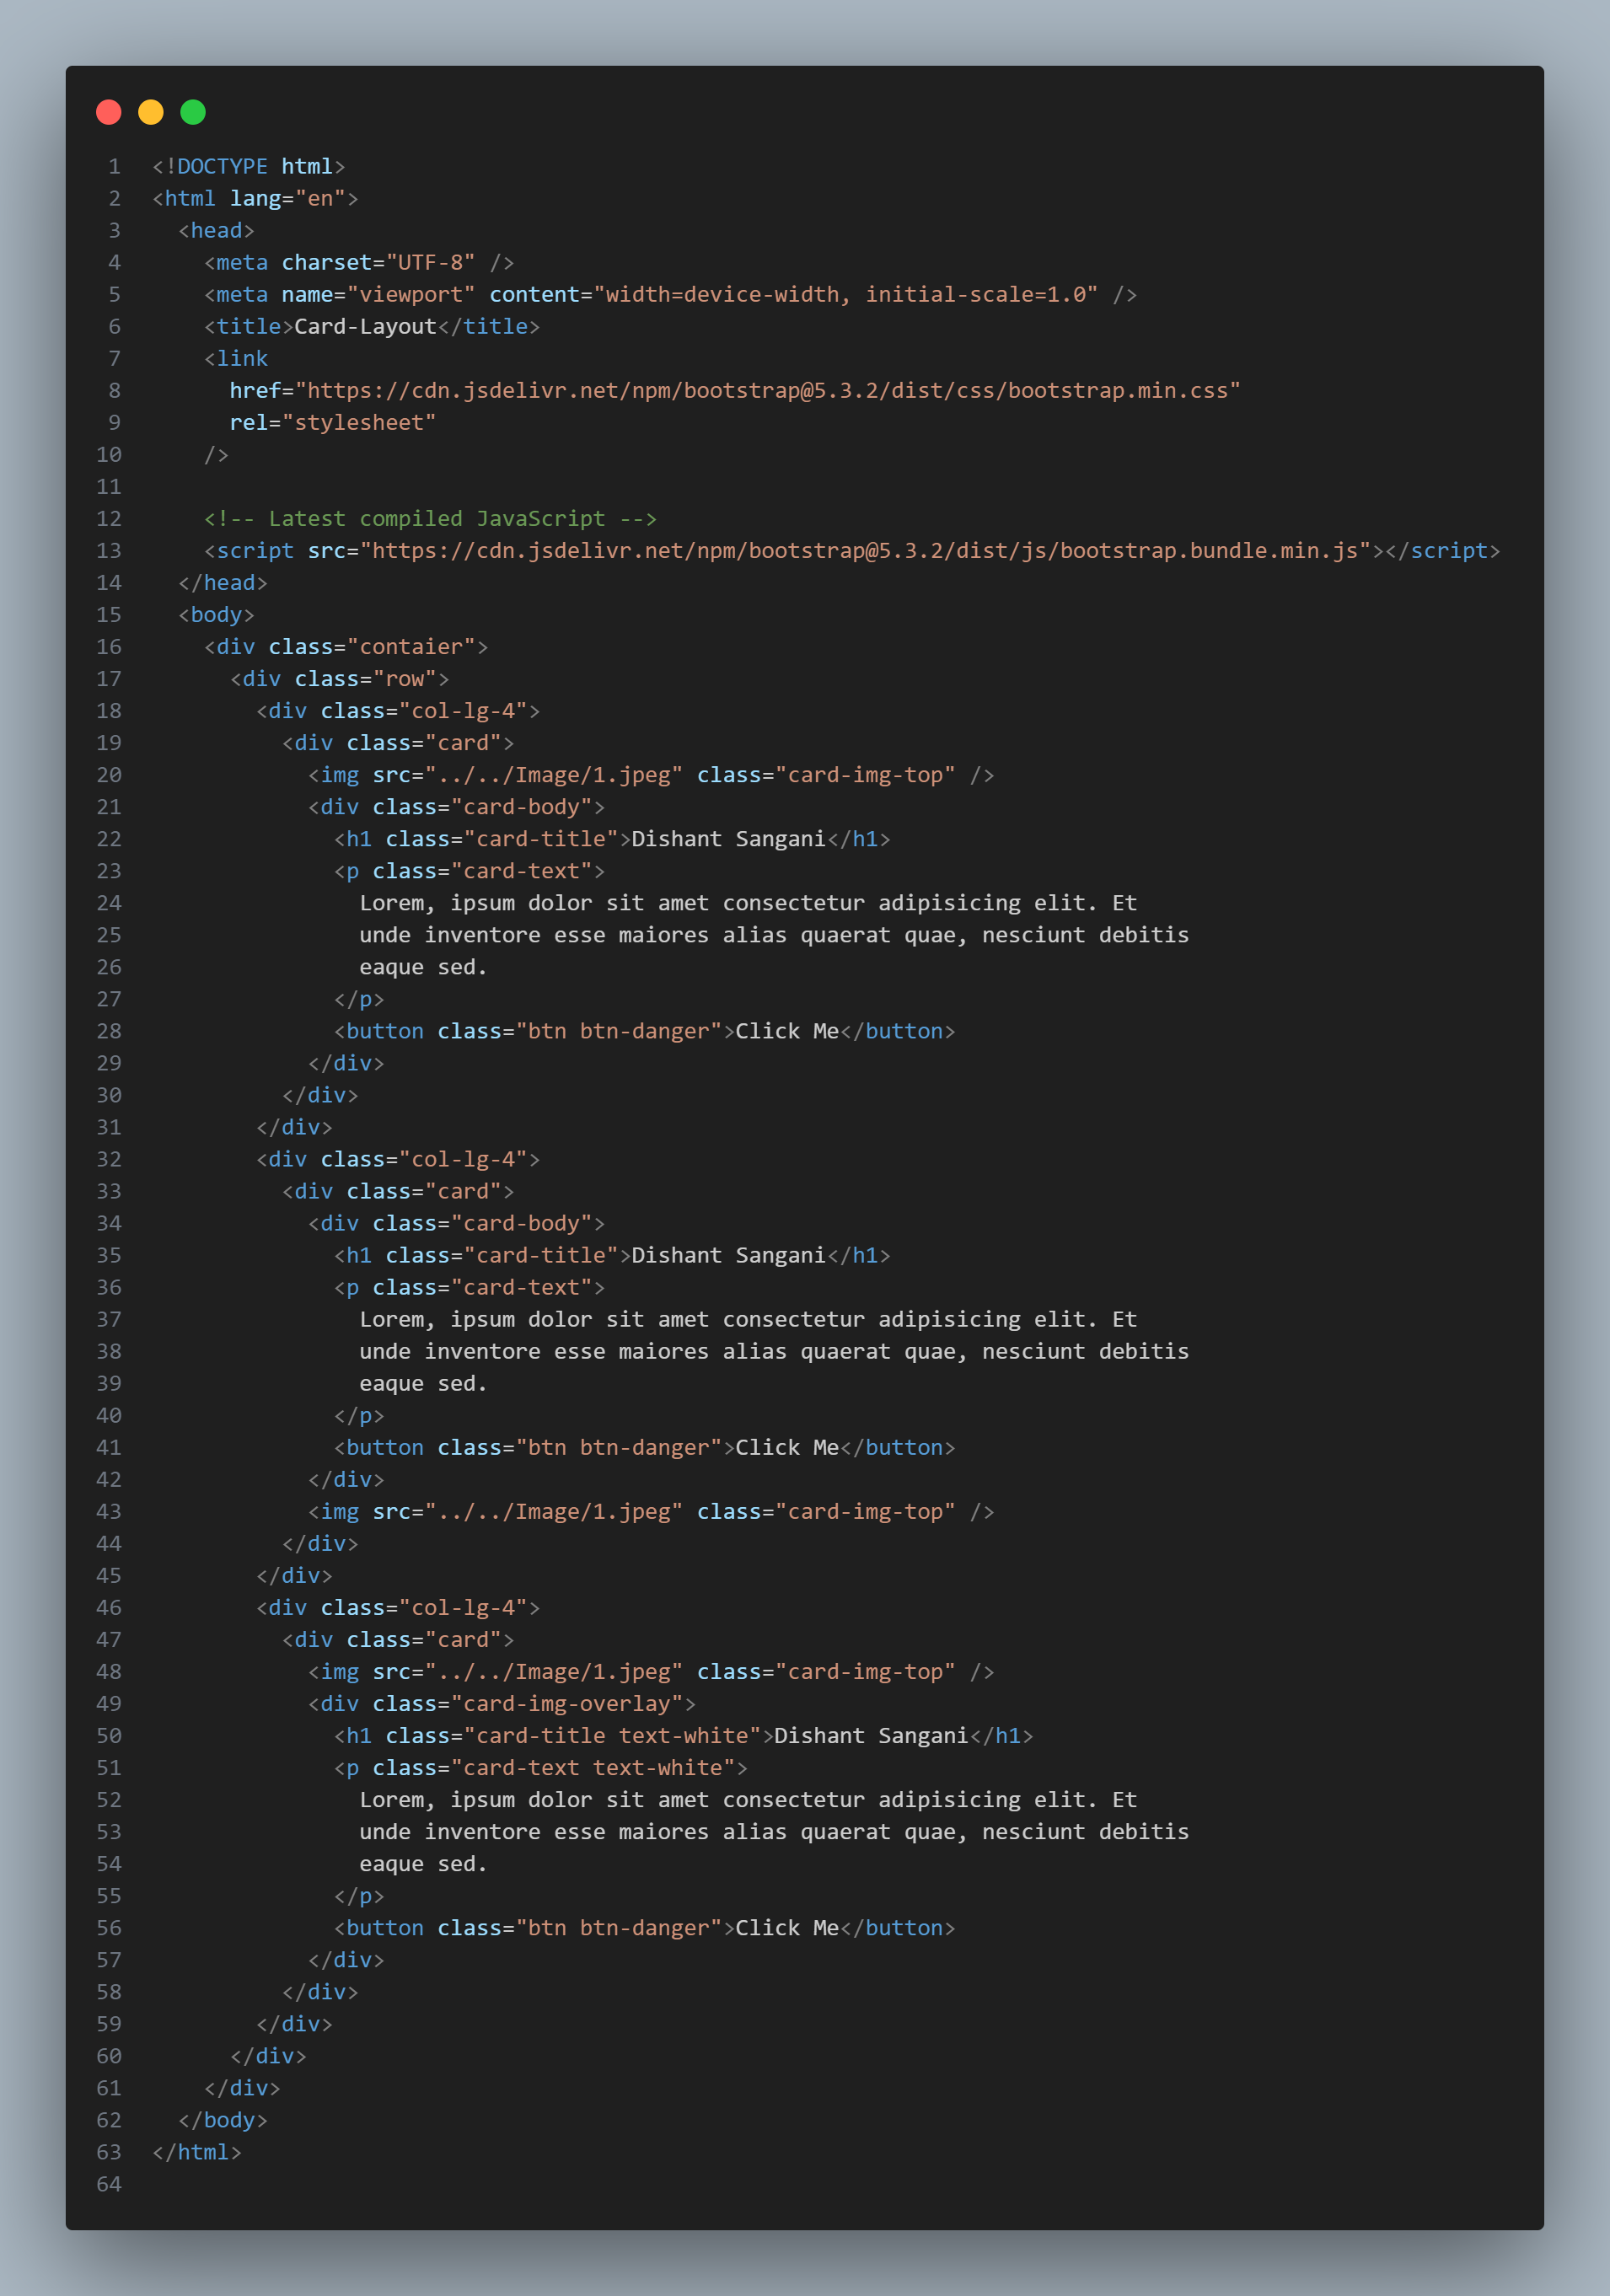 1 <!DOCTYPE html>
2 <html lang="en">
3   <head>
4     <meta charset="UTF-8" />
5     <meta name="viewport" content="width=device-width, initial-scale=1.0" />
6     <title>Card-Layout</title>
7     <link
8       href="https://cdn.jsdelivr.net/npm/bootstrap@5.3.2/dist/css/bootstrap.min.css"
9       rel="stylesheet"
10     />
11
12     <!-- Latest compiled JavaScript -->
13     <script src="https://cdn.jsdelivr.net/npm/bootstrap@5.3.2/dist/js/bootstrap.bundle.min.js"></script>
14   </head>
15   <body>
16     <div class="contaier">
17       <div class="row">
18         <div class="col-lg-4">
19           <div class="card">
20             <img src="../../Image/1.jpeg" class="card-img-top" />
21             <div class="card-body">
22               <h1 class="card-title">Dishant Sangani</h1>
23               <p class="card-text">
24                 Lorem, ipsum dolor sit amet consectetur adipisicing elit. Et
25                 unde inventore esse maiores alias quaerat quae, nesciunt debitis
26                 eaque sed.
27               </p>
28               <button class="btn btn-danger">Click Me</button>
29             </div>
30           </div>
31         </div>
32         <div class="col-lg-4">
33           <div class="card">
34             <div class="card-body">
35               <h1 class="card-title">Dishant Sangani</h1>
36               <p class="card-text">
37                 Lorem, ipsum dolor sit amet consectetur adipisicing elit. Et
38                 unde inventore esse maiores alias quaerat quae, nesciunt debitis
39                 eaque sed.
40               </p>
41               <button class="btn btn-danger">Click Me</button>
42             </div>
43             <img src="../../Image/1.jpeg" class="card-img-top" />
44           </div>
45         </div>
46         <div class="col-lg-4">
47           <div class="card">
48             <img src="../../Image/1.jpeg" class="card-img-top" />
49             <div class="card-img-overlay">
50               <h1 class="card-title text-white">Dishant Sangani</h1>
51               <p class="card-text text-white">
52                 Lorem, ipsum dolor sit amet consectetur adipisicing elit. Et
53                 unde inventore esse maiores alias quaerat quae, nesciunt debitis
54                 eaque sed.
55               </p>
56               <button class="btn btn-danger">Click Me</button>
57             </div>
58           </div>
59         </div>
60       </div>
61     </div>
62   </body>
63 </html>
64